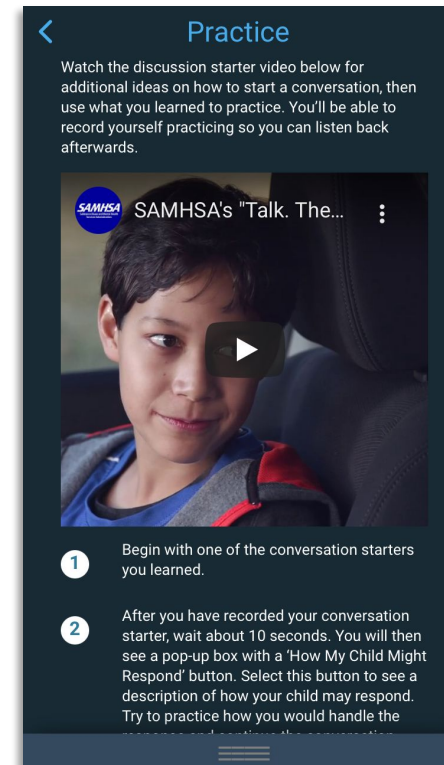 Practice
Watch the discussion starter video below for
additional ideas on how to start a conversation, then
use what you learned to practice. You'll be able to
record yourself practicing so you can listen back
afterwards.
SAMHSA
SAMHSA's "Talk. The...
1
Begin with one of the conversation starters
you learned.
2
After you have recorded your conversation
starter, wait about 10 seconds. You will then
see a pop-up box with a ‘How My Child Might
Respond’ button. Select this button to see a
description of how your child may respond.
Try to practice how you would handle the
response and continue the conversation